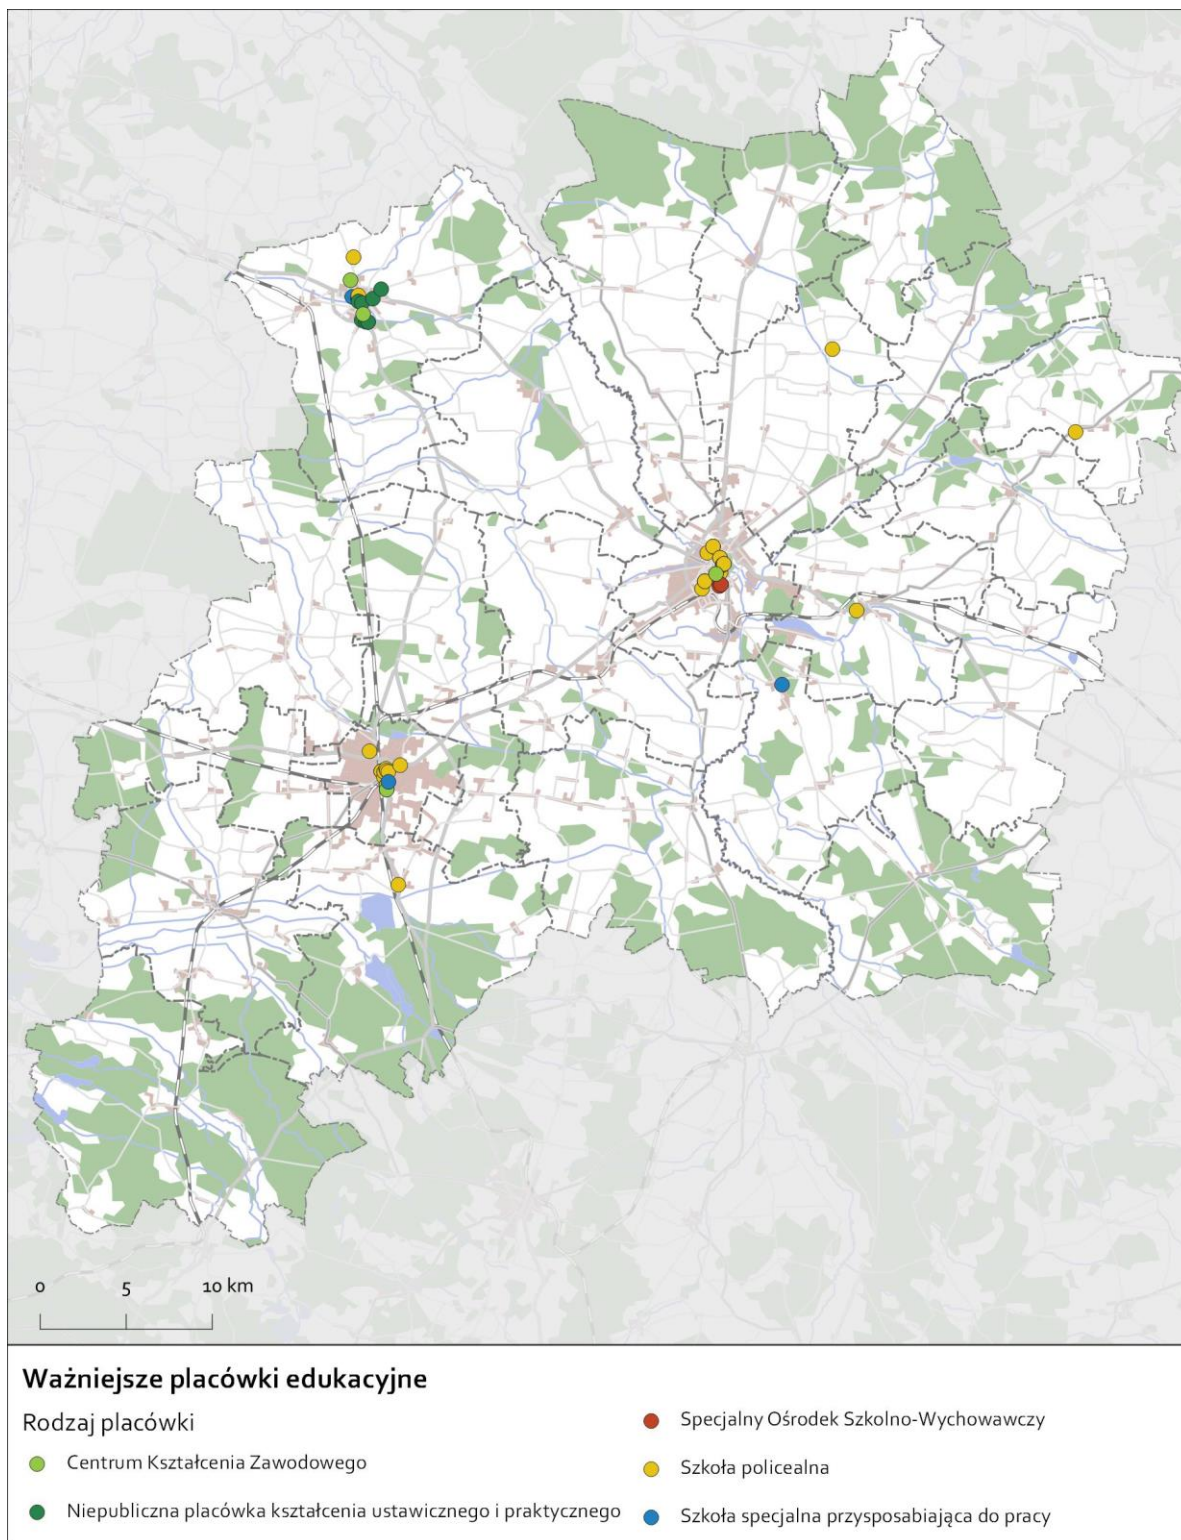 0 5 10 km
Ważniejsze placówki edukacyjne
Rodzaj placówki
Centrum Kształcenia Zawodowego
Niepubliczna placówka kształcenia ustawicznego i praktycznego
Specjalny Ośrodek Szkolno-Wychowawczy
Szkoła policealna
Szkoła specjalna przysposabiająca do pracy